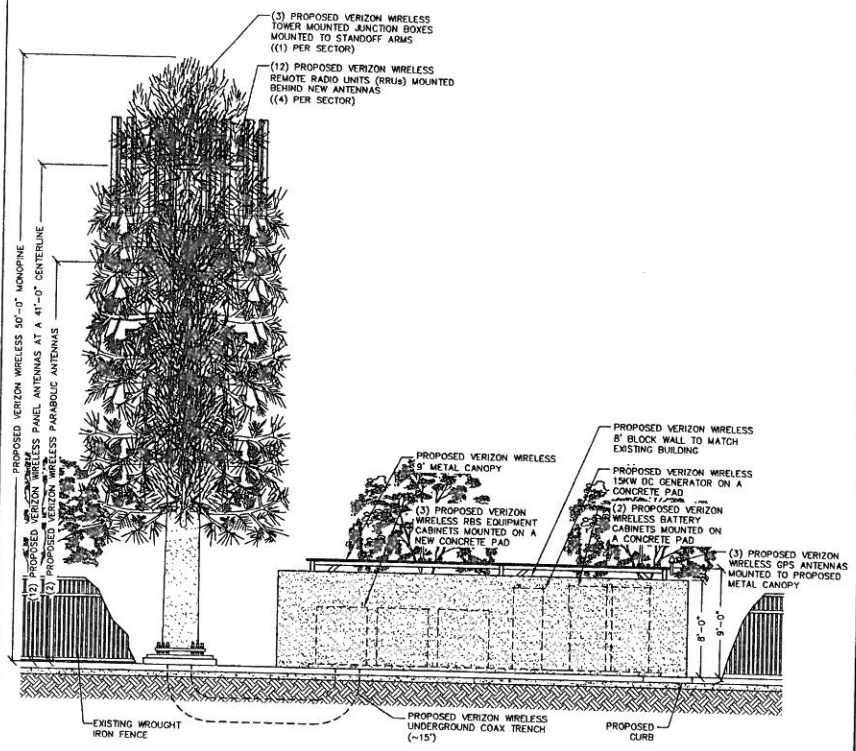 (3) PROPOSED VERIZON WIRELESS
TOWER MOUNTED JUNCTION BOXES
MOUNTED TO STANDOFF ARMS
((1) PER SECTOR)
(12) PROPOSED VERIZON WIRELESS
REMOTE RADIO UNITS (RRUs) MOUNTED
BEHIND NEW ANTENNAS
((4) PER SECTOR)
PROPOSED VERIZON WIRELESS 50'-0" MONOPINE
(12) PROPOSED VERIZON WIRELESS PANEL ANTENNAS AT A 41'-0" CENTERLINE
(2) PROPOSED VERIZON WIRELESS PARABOLIC ANTENNAS
PROPOSED VERIZON WIRELESS
9' METAL CANOPY
(3) PROPOSED VERIZON
WIRELESS RBS EQUIPMENT
CABINETS MOUNTED ON A
NEW CONCRETE PAD
PROPOSED VERIZON WIRELESS
8' BLOCK WALL TO MATCH
EXISTING BUILDING
PROPOSED VERIZON WIRELESS
15KW DC GENERATOR ON A
CONCRETE PAD
(2) PROPOSED VERIZON
WIRELESS BATTERY
CABINETS MOUNTED ON
A CONCRETE PAD
(3) PROPOSED VERIZON
WIRELESS GPS ANTENNAS
MOUNTED TO PROPOSED
METAL CANOPY
8'-0"
9'-0"
EXISTING WROUGHT
IRON FENCE
PROPOSED VERIZON WIRELESS
UNDERGROUND COAX TRENCH
(~15')
PROPOSED
CURB